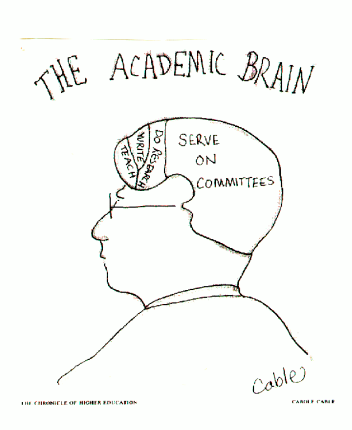 THE ACADEMIC BRAIN
TEACH
WRITE
DO RESEARCH
SERVE
ON
COMMITTEES
Cable
THE CHRONICLE OF HIGHER EDUCATION
CAROLE CABLE